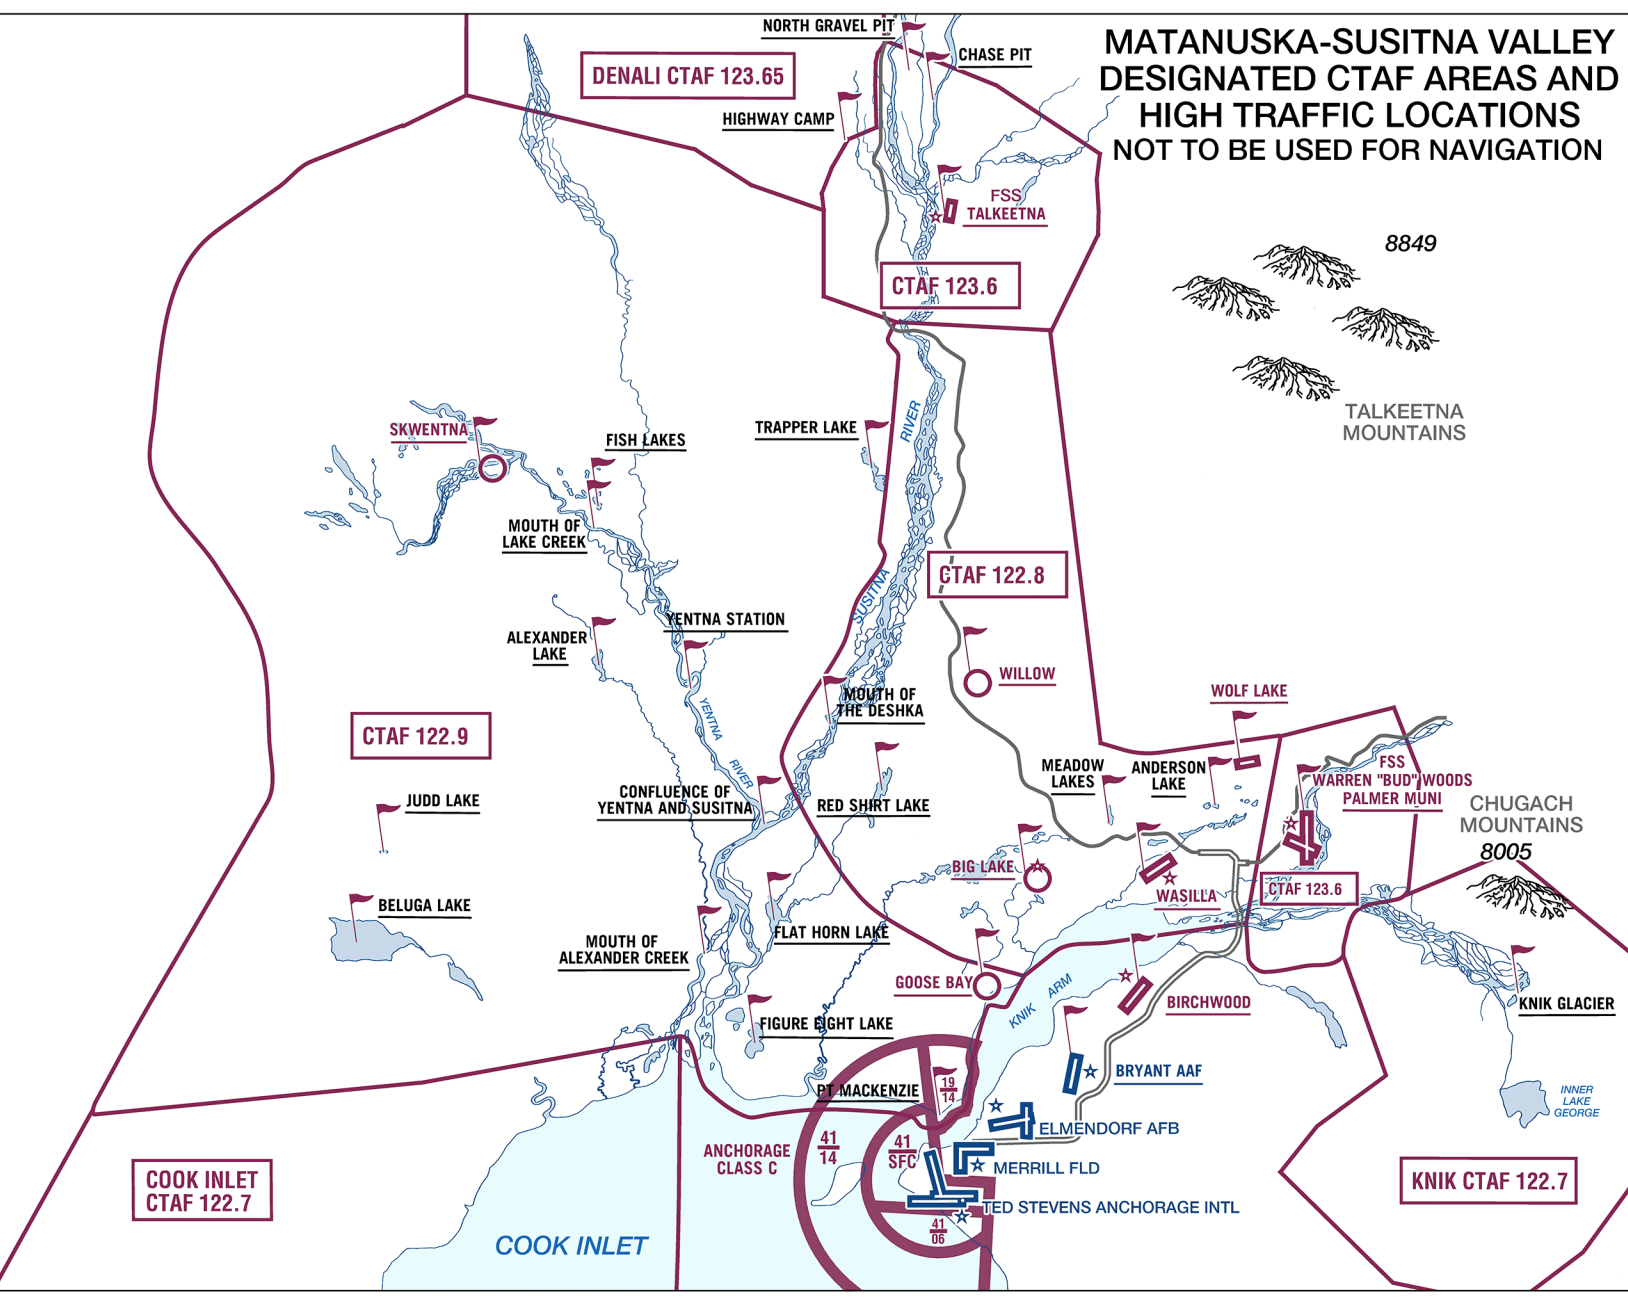 MATANUSKA-SUSITNA VALLEY
DESIGNATED CTAF AREAS AND
HIGH TRAFFIC LOCATIONS
NOT TO BE USED FOR NAVIGATION
NORTH GRAVEL PIT
CHASE PIT
DENALI CTAF 123.65
HIGHWAY CAMP
FSS
TALKEETNA
8849
CTAF 123.6
TALKEETNA
MOUNTAINS
SKWENTNA
FISH LAKES
TRAPPER LAKE
RIVER
MOUTH OF
LAKE CREEK
CTAF 122.8
SUSITNA
YENTNA STATION
ALEXANDER
LAKE
WILLOW
MOUTH OF
THE DESHKA
WOLF LAKE
YENTNA
RIVER
CTAF 122.9
MEADOW
LAKES
ANDERSON
LAKE
FSS
WARREN "BUD" WOODS
PALMER MUNI
CONFLUENCE OF
YENTNA AND SUSITNA
RED SHIRT LAKE
JUDD LAKE
CHUGACH
MOUNTAINS
8005
BIG LAKE
WASILLA
CTAF 123.6
BELUGA LAKE
FLAT HORN LAKE
MOUTH OF
ALEXANDER CREEK
GOOSE BAY
KNIK ARM
BIRCHWOOD
KNIK GLACIER
FIGURE EIGHT LAKE
BRYANT AAF
PT MACKENZIE
19
14
INNER
LAKE
GEORGE
ELMENDORF AFB
ANCHORAGE
CLASS C
41
14
41
SFC
MERRILL FLD
COOK INLET
CTAF 122.7
KNIK CTAF 122.7
TED STEVENS ANCHORAGE INTL
41
06
COOK INLET